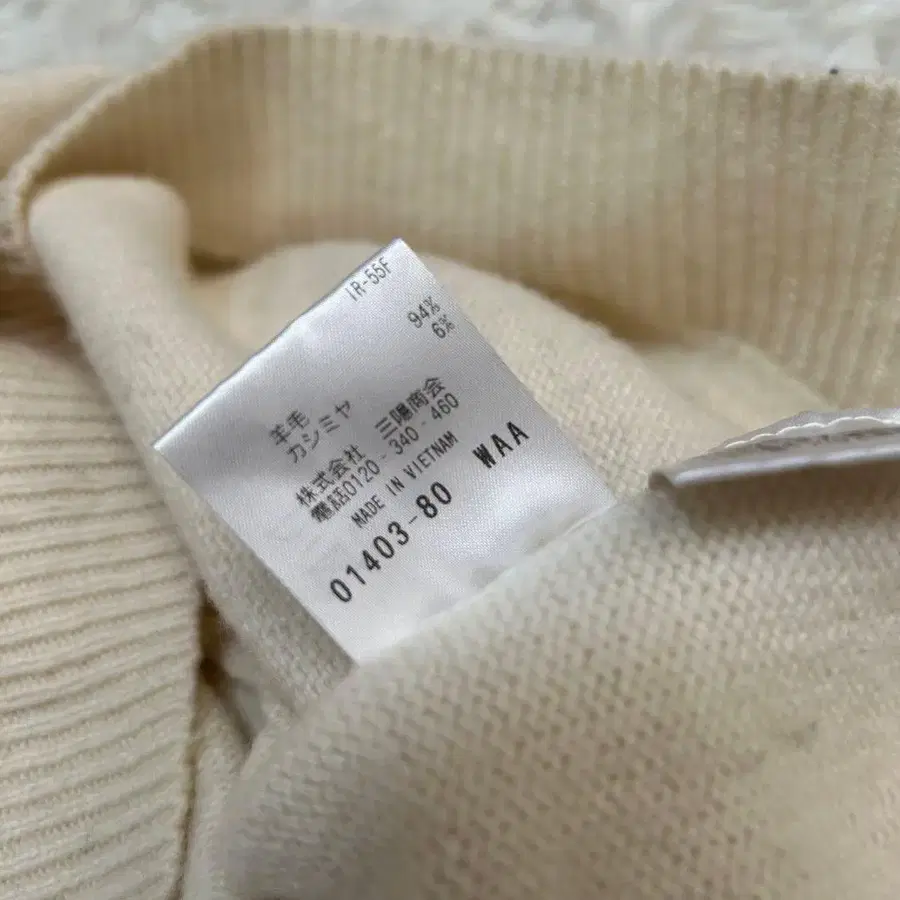 IR-55F
羊毛 94%
カシミヤ 6%
株式会社 三陽商会
電話0120-340-460
MADE IN VIETNAM
01403-80 WAA